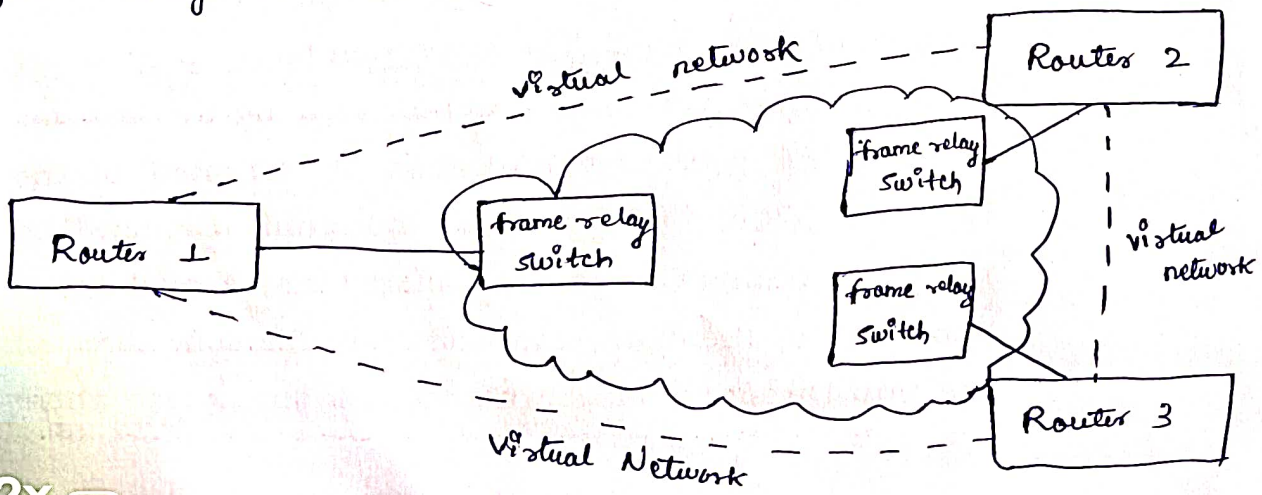 virtual network
Router 2
frame relay
switch
Router 1
frame relay
switch
virtual
network
frame relay
switch
Router 3
Virtual Network
2x